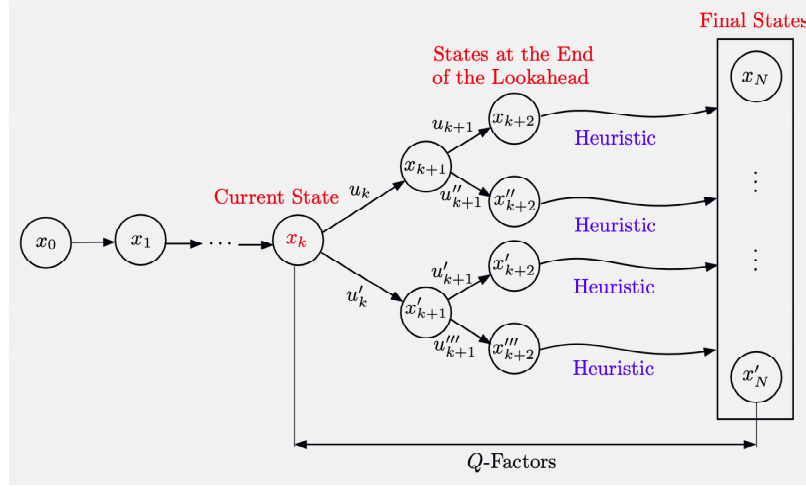 Final States
States at the End
of the Lookahead
x_N
x_{k+2}
u_{k+1}
Heuristic
x_{k+1}
u_k
u''_{k+1}
x''_{k+2}
Current State
Heuristic
x_0
x_1
...
x_k
u'_{k+1}
x'_{k+2}
u'_k
Heuristic
x'_{k+1}
u'''_{k+1}
x'''_{k+2}
Heuristic
x'_N
Q-Factors